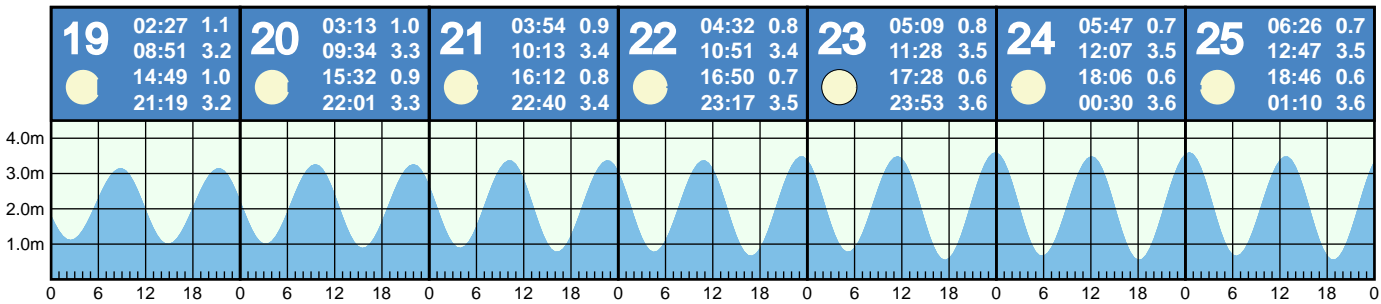 19 02:27 1.1 20 03:13 1.0 21 03:54 0.9 22 04:32 0.8 23 05:09 0.8 24 05:47 0.7 25 06:26 0.7
08:51 3.2 09:34 3.3 10:13 3.4 10:51 3.4 11:28 3.5 12:07 3.5 12:47 3.5
14:49 1.0 15:32 0.9 16:12 0.8 16:50 0.7 17:28 0.6 18:06 0.6 18:46 0.6
21:19 3.2 22:01 3.3 22:40 3.4 23:17 3.5 23:53 3.6 00:30 3.6 01:10 3.6
4.0m
3.0m
2.0m
1.0m
0 6 12 18 0 6 12 18 0 6 12 18 0 6 12 18 0 6 12 18 0 6 12 18 0 6 12 18 0